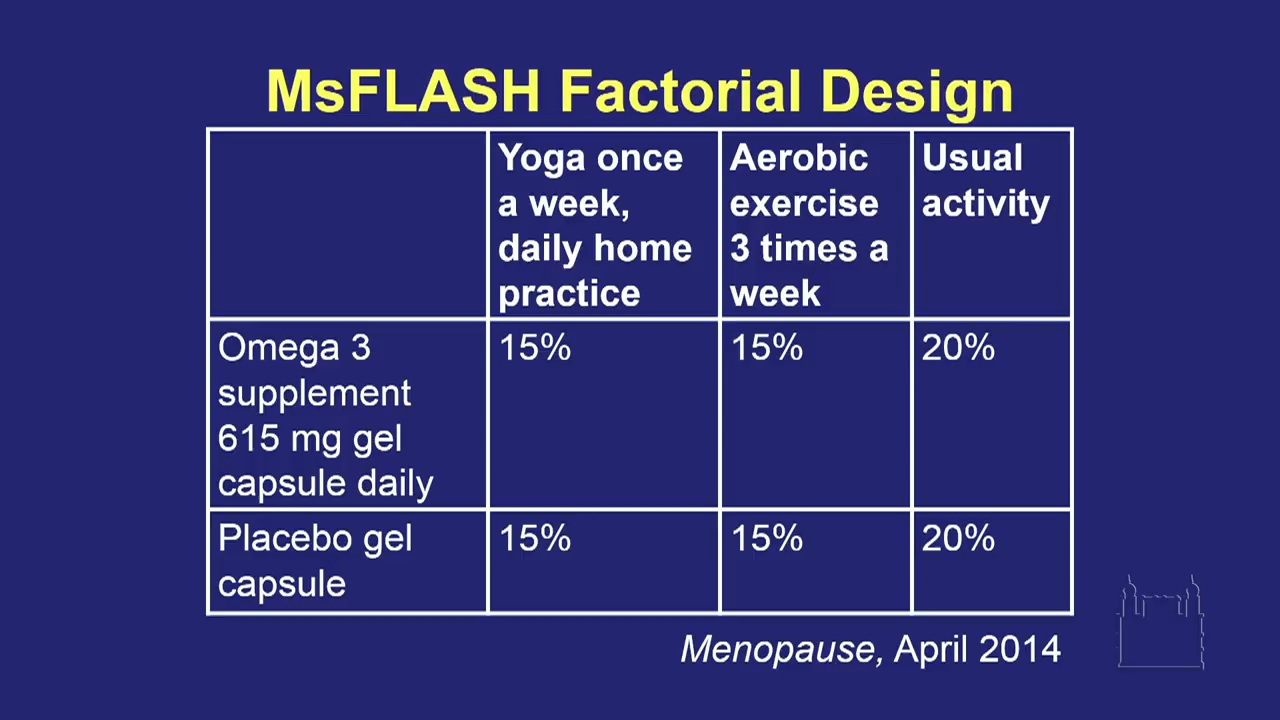 MsFLASH Factorial Design
Yoga once
a week,
daily home
practice
Aerobic
exercise
3 times a
week
Usual
activity
Omega 3
supplement
615 mg gel
capsule daily
15%
15%
20%
Placebo gel
capsule
15%
15%
20%
Menopause, April 2014